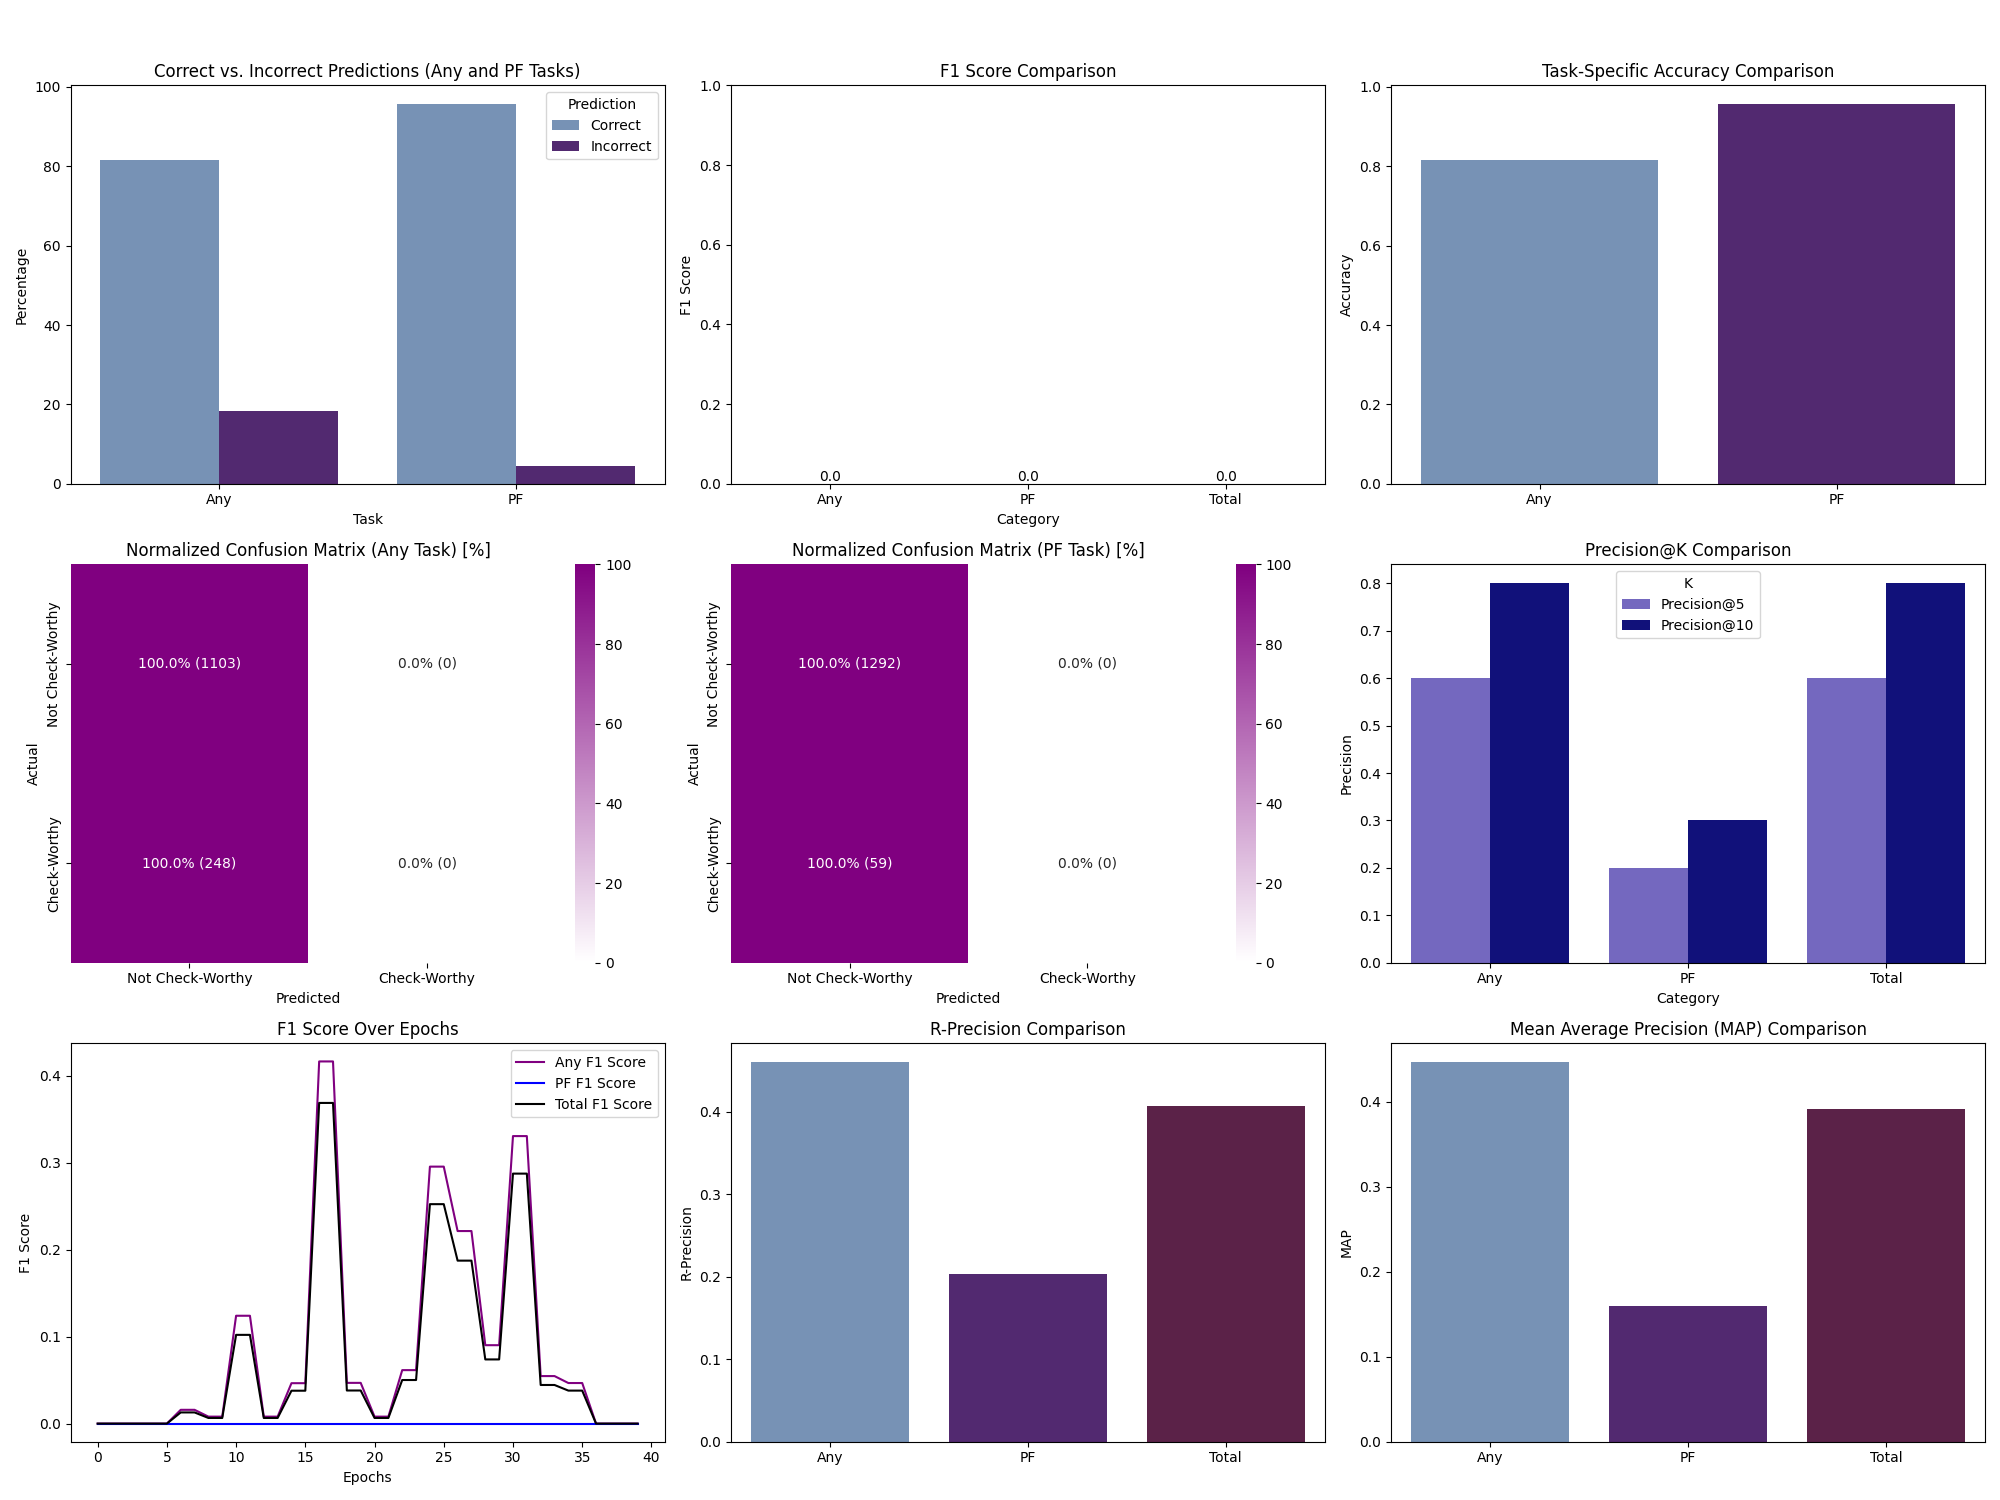 Correct vs. Incorrect Predictions (Any and PF Tasks)
100
80
60
40
20
0
Percentage
Prediction
Correct
Incorrect
Any
PF
Task
F1 Score Comparison
1.0
0.8
0.6
0.4
0.2
0.0
F1 Score
0.0
0.0
0.0
Any
PF
Total
Category
Task-Specific Accuracy Comparison
1.0
0.8
0.6
0.4
0.2
0.0
Accuracy
Any
PF
Normalized Confusion Matrix (Any Task) [%]
Actual
Not Check-Worthy
Check-Worthy
100.0% (1103)
0.0% (0)
100.0% (248)
0.0% (0)
Not Check-Worthy
Check-Worthy
Predicted
100
80
60
40
20
0
Normalized Confusion Matrix (PF Task) [%]
Actual
Not Check-Worthy
Check-Worthy
100.0% (1292)
0.0% (0)
100.0% (59)
0.0% (0)
Not Check-Worthy
Check-Worthy
Predicted
100
80
60
40
20
0
Precision@K Comparison
0.8
0.7
0.6
0.5
0.4
0.3
0.2
0.1
0.0
Precision
K
Precision@5
Precision@10
Any
PF
Total
Category
F1 Score Over Epochs
0.4
0.3
0.2
0.1
0.0
F1 Score
Any F1 Score
PF F1 Score
Total F1 Score
0
5
10
15
20
25
30
35
40
Epochs
R-Precision Comparison
0.4
0.3
0.2
0.1
0.0
R-Precision
Any
PF
Total
Mean Average Precision (MAP) Comparison
0.4
0.3
0.2
0.1
0.0
MAP
Any
PF
Total